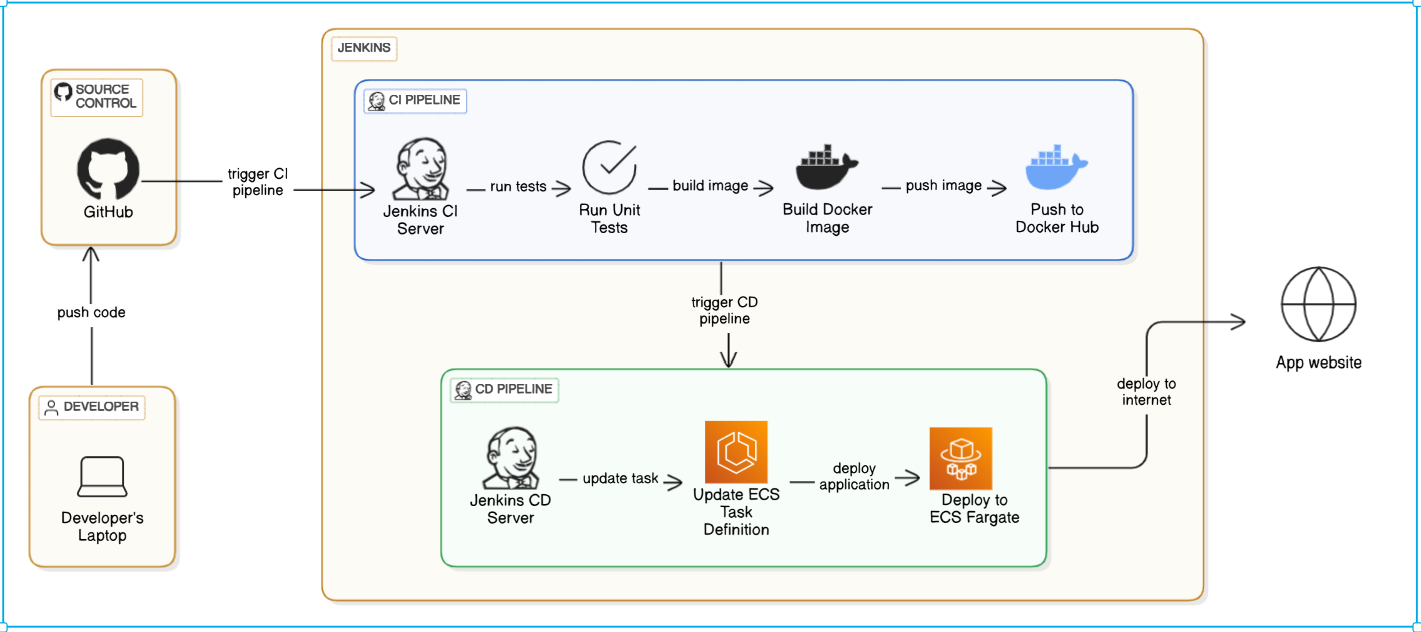 JENKINS
SOURCE
CONTROL
GitHub
trigger CI
pipeline
CI PIPELINE
Jenkins CI
Server
run tests
Run Unit
Tests
build image
Build Docker
Image
push image
Push to
Docker Hub
push code
DEVELOPER
Developer's
Laptop
trigger CD
pipeline
CD PIPELINE
Jenkins CD
Server
update task
Update ECS
Task
Definition
deploy
application
Deploy to
ECS Fargate
deploy to
internet
App website